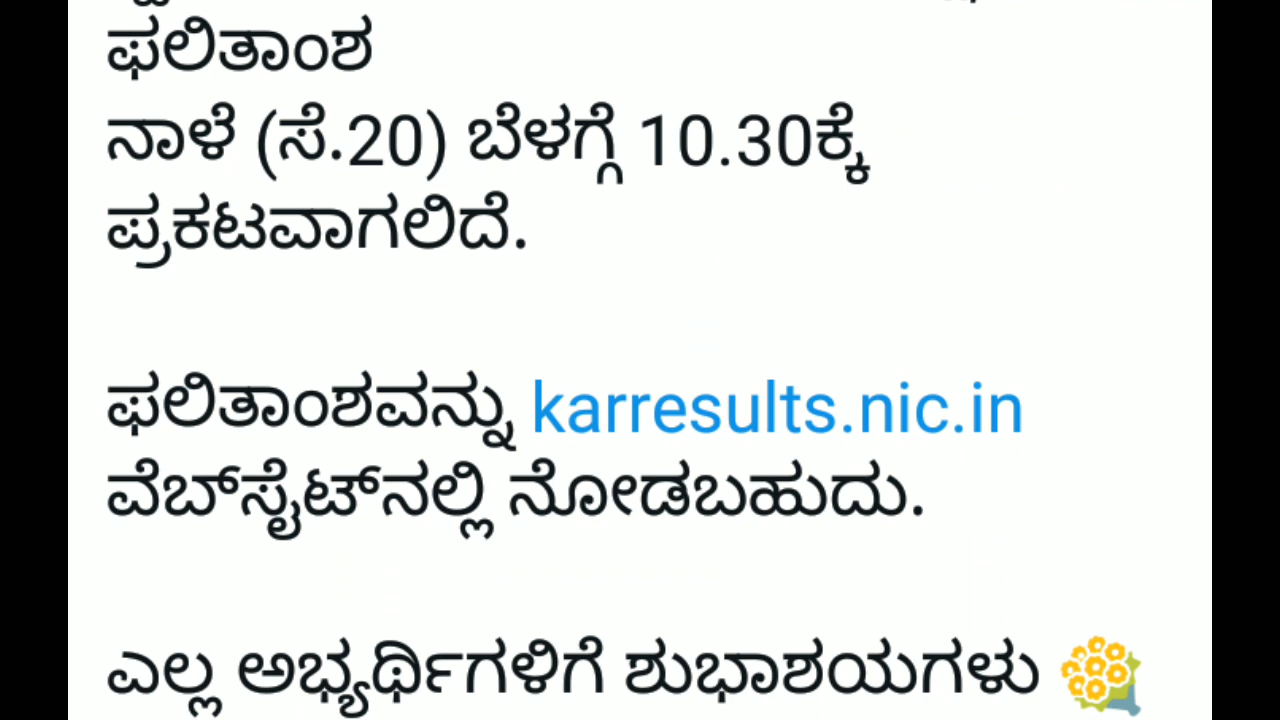 ಫಲಿತಾಂಶ
ನಾಳೆ (ಸೆ.20) ಬೆಳಗ್ಗೆ 10.30ಕ್ಕೆ
ಪ್ರಕಟವಾಗಲಿದೆ.
ಫಲಿತಾಂಶವನ್ನು karresults.nic.in
ವೆಬ್‌ಸೈಟ್‌ನಲ್ಲಿ ನೋಡಬಹುದು.
ಎಲ್ಲ ಅಭ್ಯರ್ಥಿಗಳಿಗೆ ಶುಭಾಶಯಗಳು